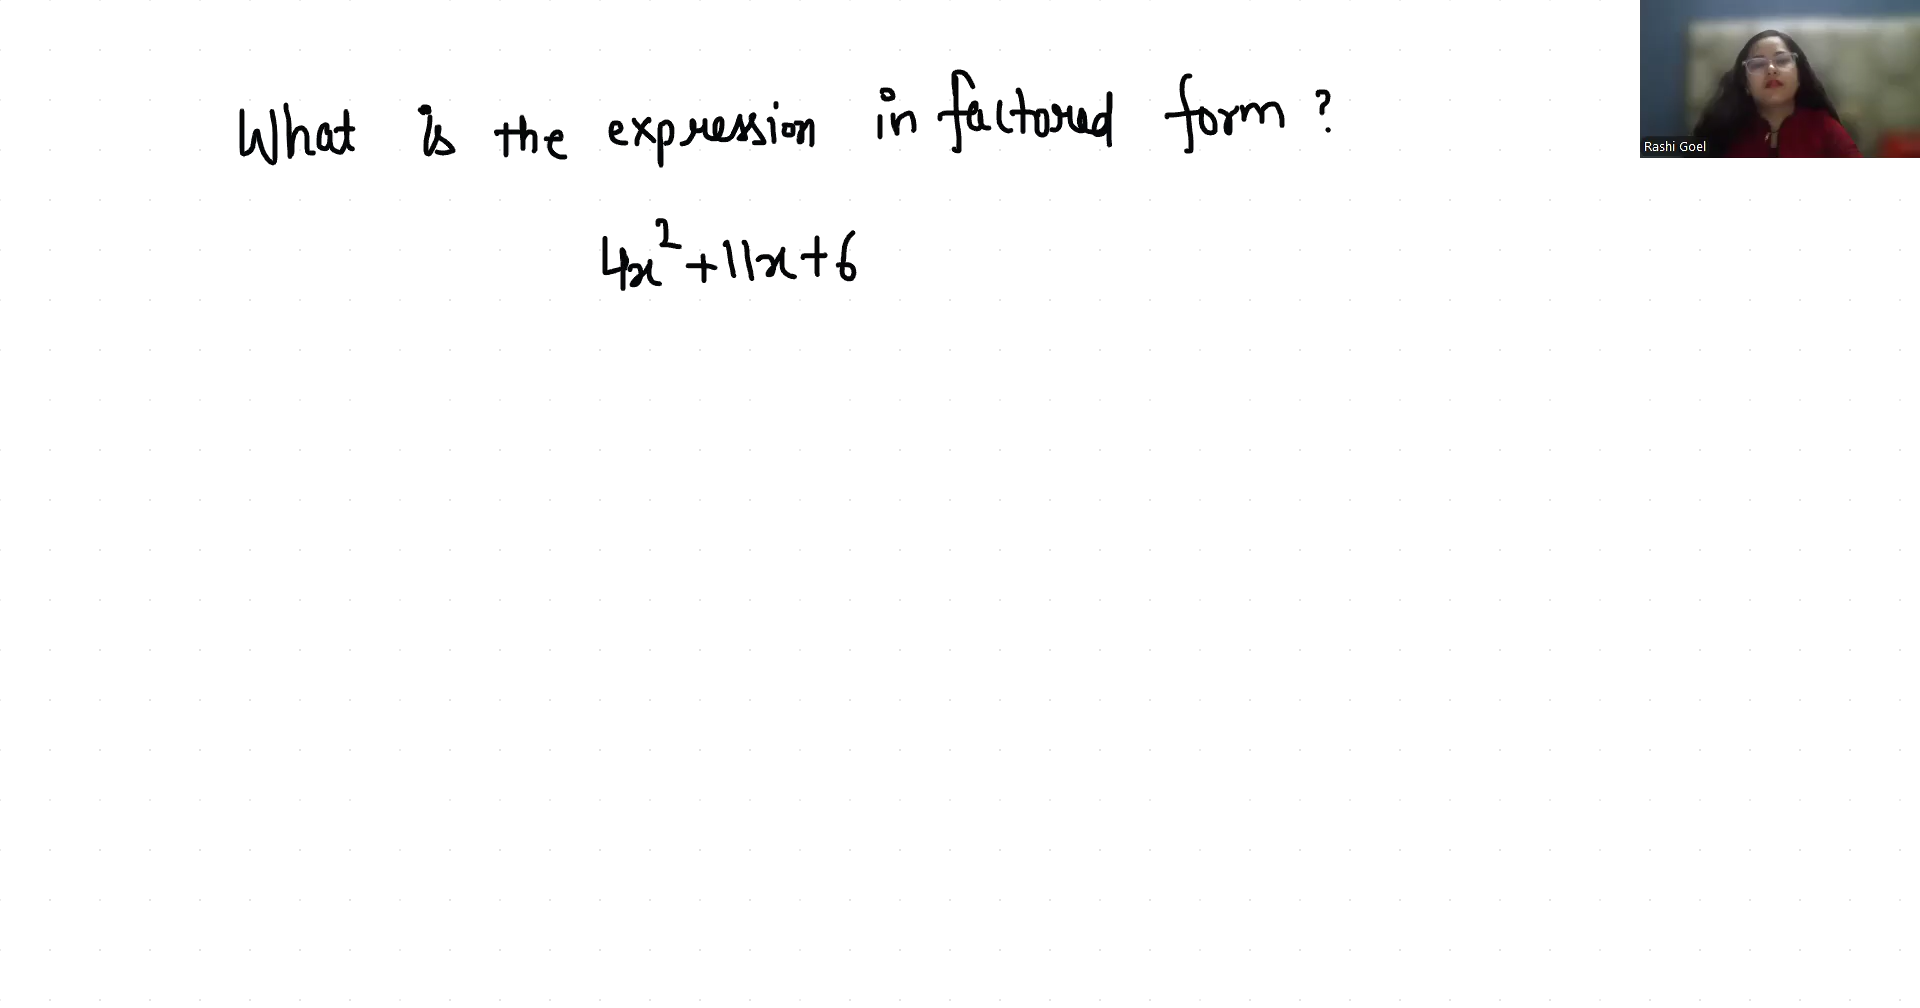 What is the expression in factored form ?
Rashi Goel
4x² + 11x + 6